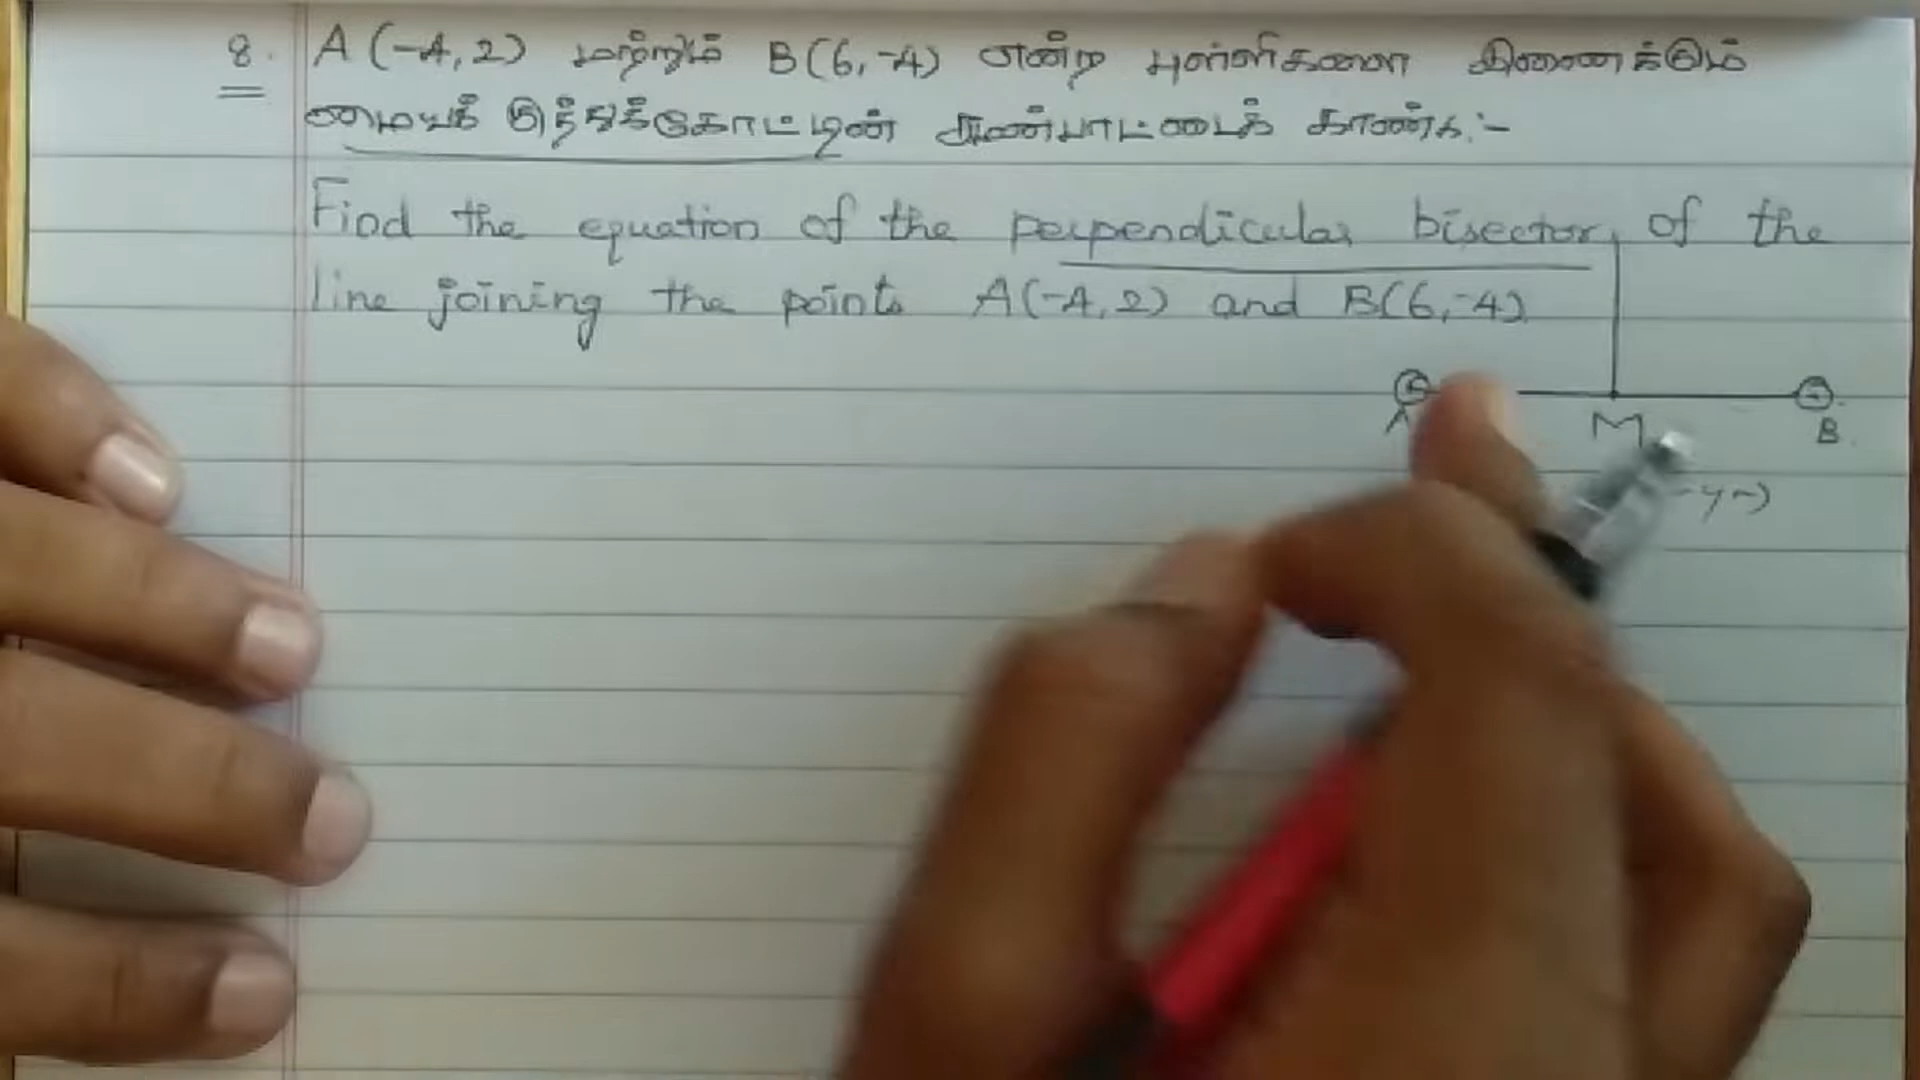 8. A(-4,2) மற்றும் B(6,-4) என்ற புள்ளிகளை இணைக்கும்
மையக் குத்துக்கோட்டின் சமன்பாட்டைக் காண்க:-
Find the equation of the perpendicular bisector of the
line joining the points A(-4,2) and B(6,-4)
A M B